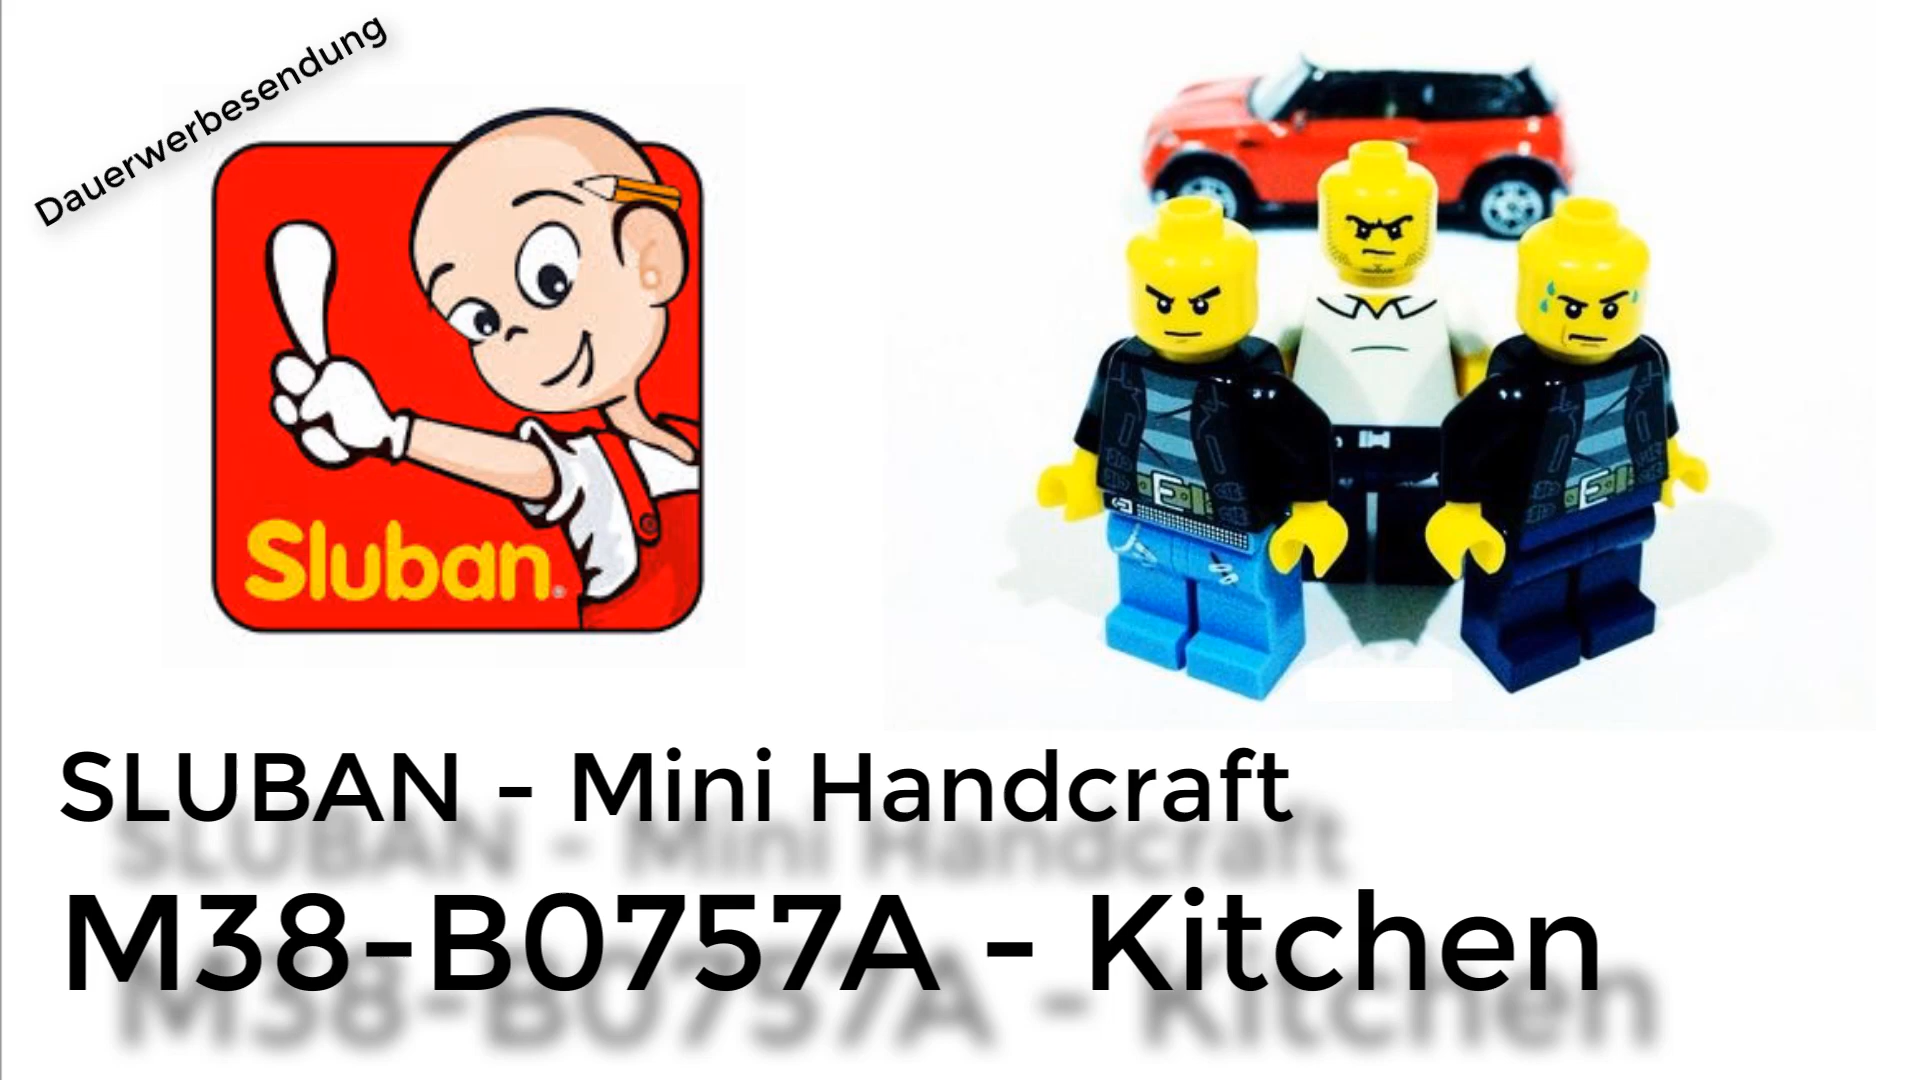 Dauerwerbesendung
Sluban®
SLUBAN - Mini Handcraft
M38-B0757A - Kitchen